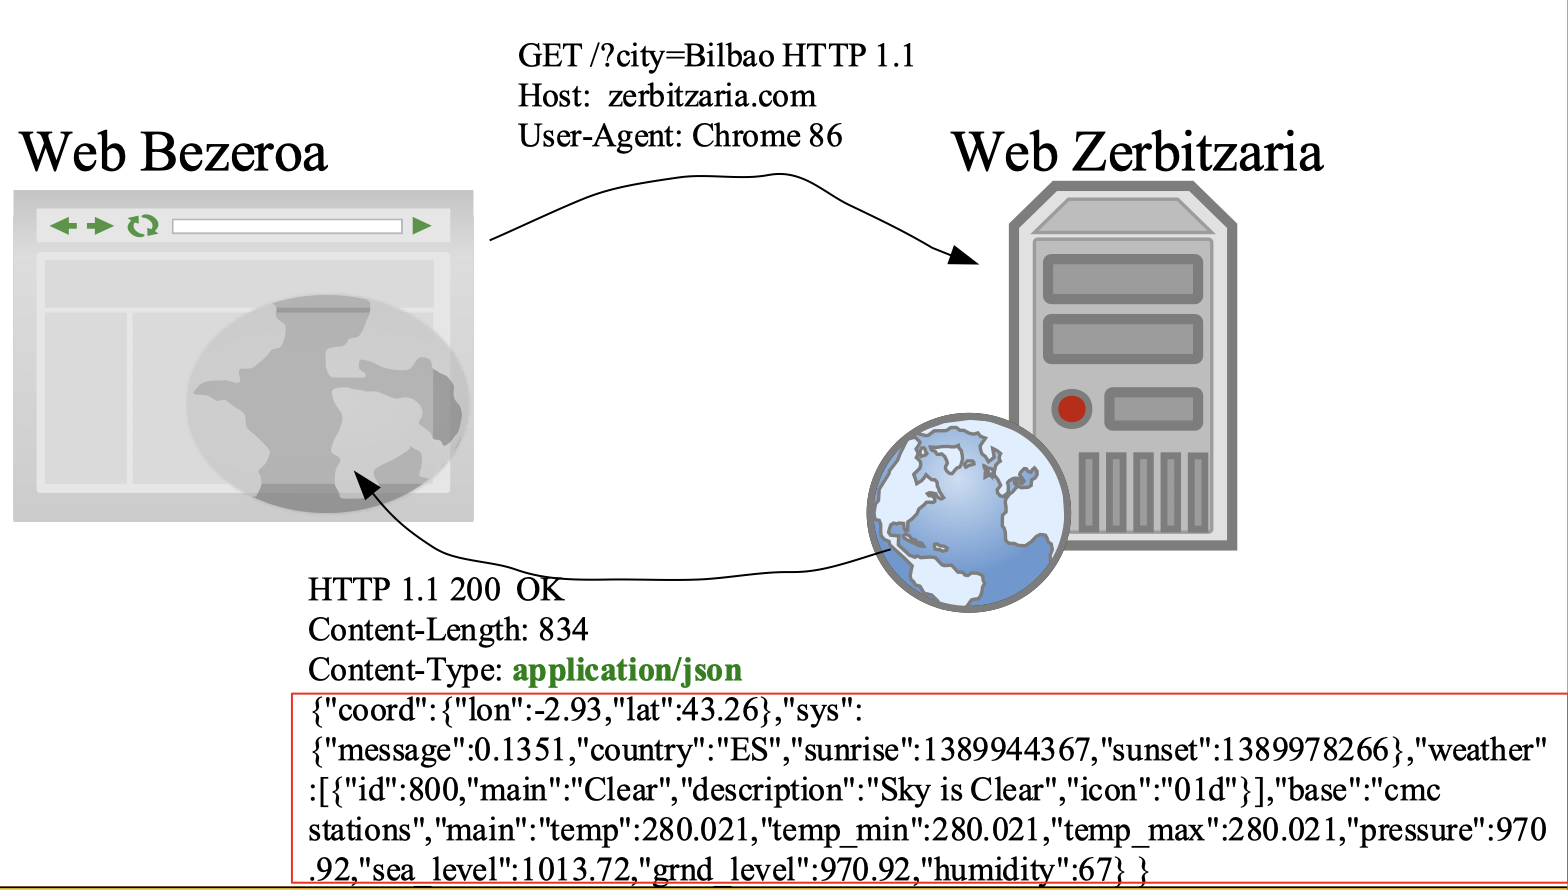 GET /?city=Bilbao HTTP 1.1
Host: zerbitzaria.com
User-Agent: Chrome 86
Web Bezeroa
Web Zerbitzaria
HTTP 1.1 200 OK
Content-Length: 834
Content-Type: application/json
{"coord":{"lon":-2.93,"lat":43.26},"sys":
{"message":0.1351,"country":"ES","sunrise":1389944367,"sunset":1389978266},"weather"
:[{"id":800,"main":"Clear","description":"Sky is Clear","icon":"01d"}],"base":"cmc
stations","main":"temp":280.021,"temp_min":280.021,"temp_max":280.021,"pressure":970
.92,"sea_level":1013.72,"grnd_level":970.92,"humidity":67} }